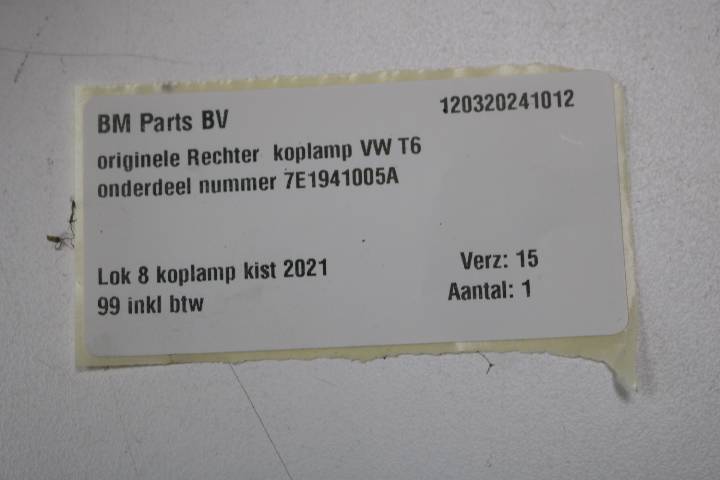 BM Parts BV 120320241012
originele Rechter koplamp VW T6
onderdeel nummer 7E1941005A
Lok 8 koplamp kist 2021 Verz: 15
99 inkl btw Aantal: 1